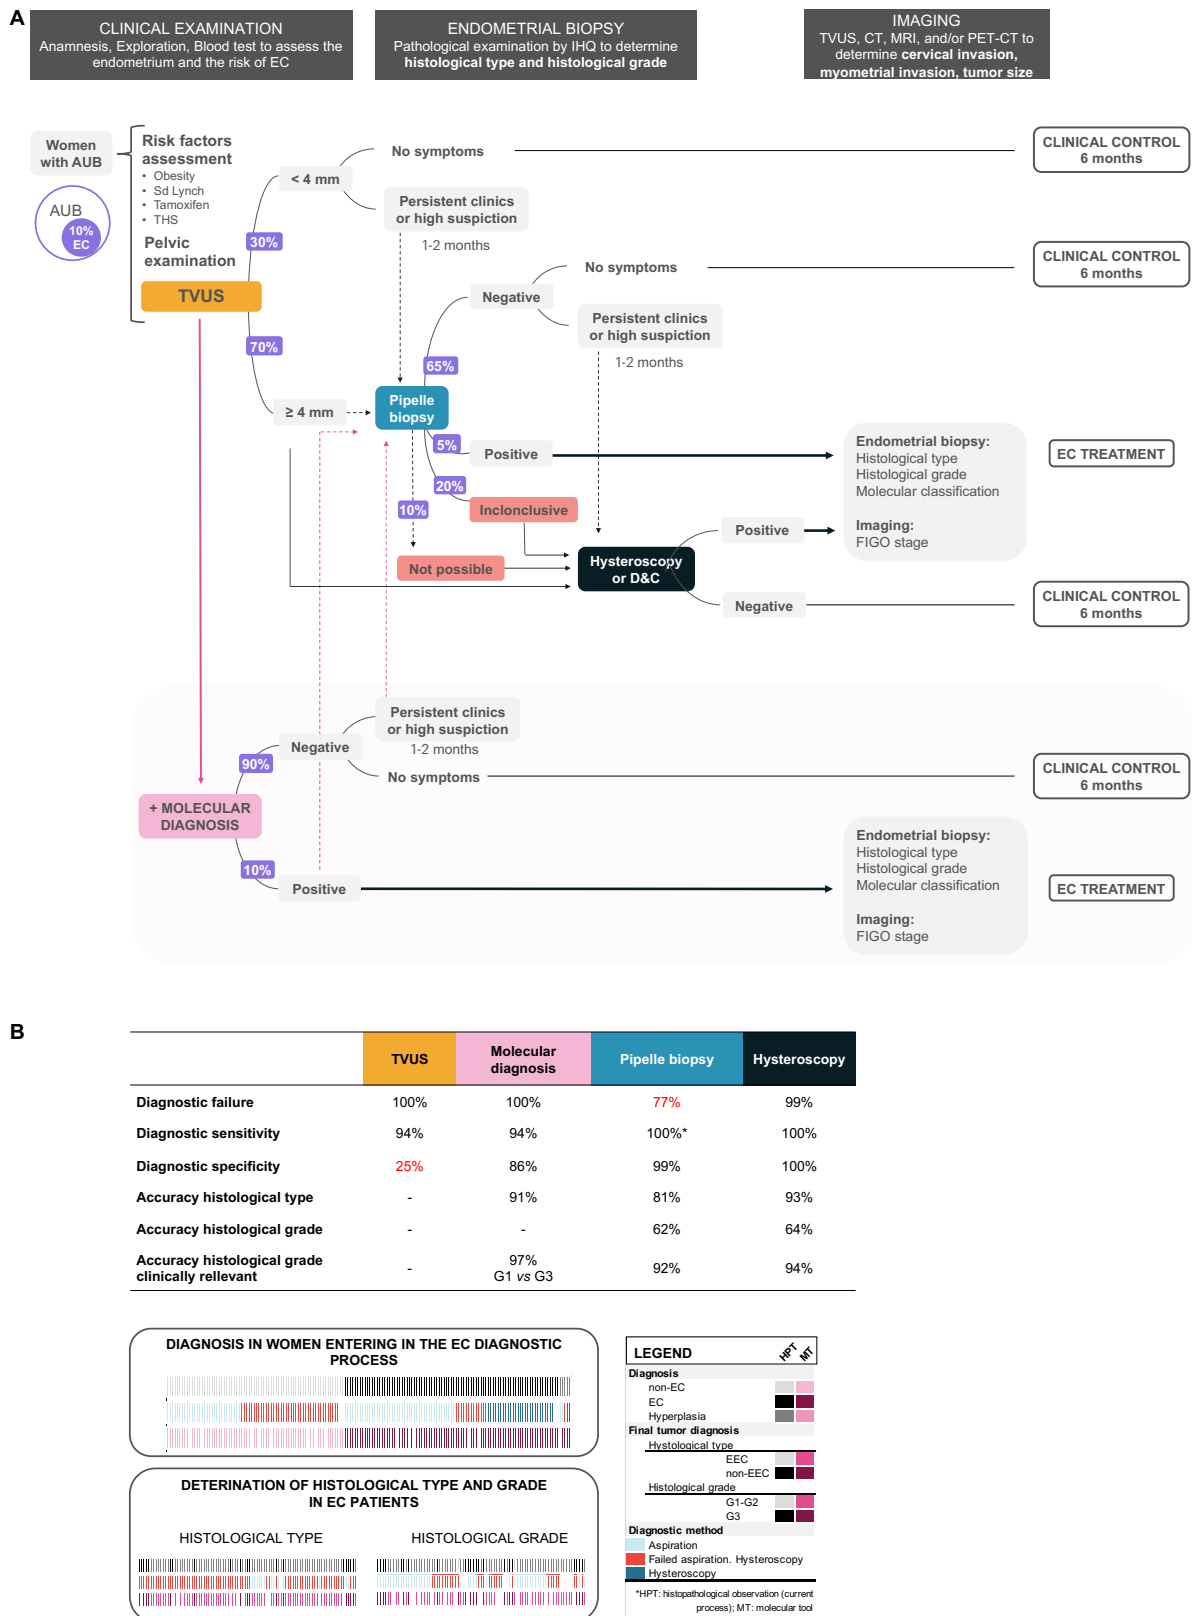 A
CLINICAL EXAMINATION
Anamnesis, Exploration, Blood test to assess the
endometrium and the risk of EC
ENDOMETRIAL BIOPSY
Pathological examination by IHQ to determine
histological type and histological grade
IMAGING
TVUS, CT, MRI, and/or PET-CT to
determine cervical invasion,
myometrial invasion, tumor size
Women
with AUB
AUB
10%
EC
Risk factors
assessment
• Obesity
• Sd Lynch
• Tamoxifen
• THS
Pelvic
examination
TVUS
30%
70%
< 4 mm
No symptoms
CLINICAL CONTROL
6 months
Persistent clinics
or high suspiction
1-2 months
No symptoms
CLINICAL CONTROL
6 months
Negative
Persistent clinics
or high suspiction
1-2 months
65%
≥ 4 mm
Pipelle
biopsy
5%
Positive
20%
10%
Inclonclusive
Not possible
Hysteroscopy
or D&C
Positive
Negative
Endometrial biopsy:
Histological type
Histological grade
Molecular classification
Imaging:
FIGO stage
EC TREATMENT
CLINICAL CONTROL
6 months
Persistent clinics
or high suspiction
1-2 months
Negative
90%
No symptoms
CLINICAL CONTROL
6 months
+ MOLECULAR
DIAGNOSIS
10%
Positive
Endometrial biopsy:
Histological type
Histological grade
Molecular classification
Imaging:
FIGO stage
EC TREATMENT
B
TVUS Molecular diagnosis Pipelle biopsy Hysteroscopy
Diagnostic failure 100% 100% 77% 99%
Diagnostic sensitivity 94% 94% 100%* 100%
Diagnostic specificity 25% 86% 99% 100%
Accuracy histological type - 91% 81% 93%
Accuracy histological grade - - 62% 64%
Accuracy histological grade clinically rellevant - 97% G1 vs G3 92% 94%
DIAGNOSIS IN WOMEN ENTERING IN THE EC DIAGNOSTIC
PROCESS
DETERINATION OF HISTOLOGICAL TYPE AND GRADE
IN EC PATIENTS
HISTOLOGICAL TYPE
HISTOLOGICAL GRADE
LEGEND HPT MT
Diagnosis
non-EC
EC
Hyperplasia
Final tumor diagnosis
Hystological type
EEC
non-EEC
Histological grade
G1-G2
G3
Diagnostic method
Aspiration
Failed aspiration. Hysteroscopy
Hysteroscopy
*HPT: histopathological observation (current
process); MT: molecular tool